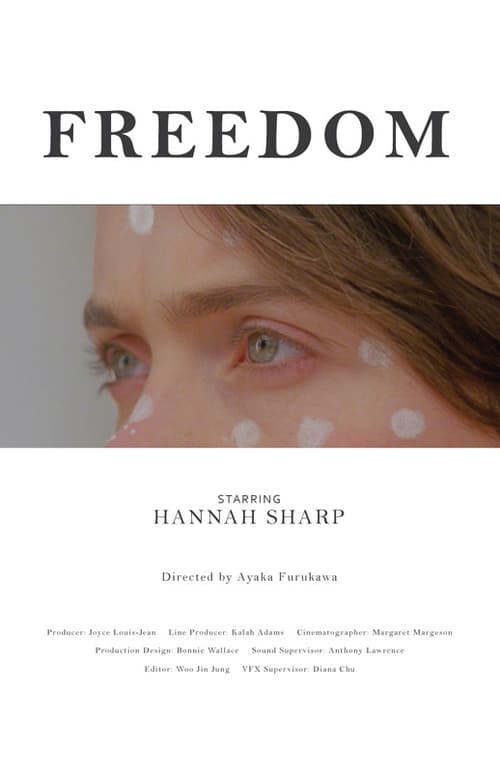 FREEDOM
STARRING
HANNAH SHARP
Directed by Ayaka Furukawa
Producer: Joyce Louis-Jean Line Producer: Kalah Adams Cinematographer: Margaret Margeson
Production Design: Bonnie Wallace Sound Supervisor: Anthony Lawrence
Editor: Woo Jin Jung VFX Supervisor: Diana Chu